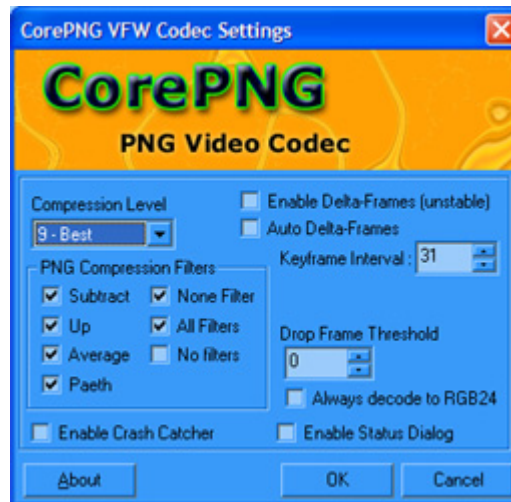 CorePNG VFW Codec Settings
CorePNG
PNG Video Codec
Compression Level
9 - Best
Enable Delta-Frames (unstable)
Auto Delta-Frames
Keyframe Interval : 31
PNG Compression Filters
Subtract
None Filter
Up
All Filters
Average
No filters
Paeth
Drop Frame Threshold
0
Always decode to RGB24
Enable Crash Catcher
Enable Status Dialog
About
OK
Cancel